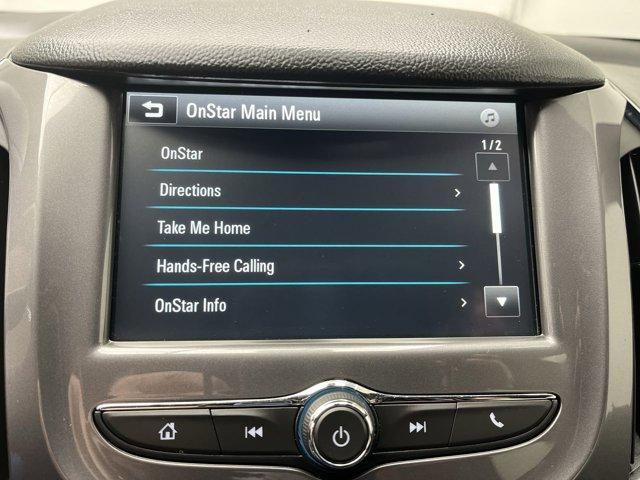 OnStar Main Menu
1/2
OnStar
Directions
Take Me Home
Hands-Free Calling
OnStar Info